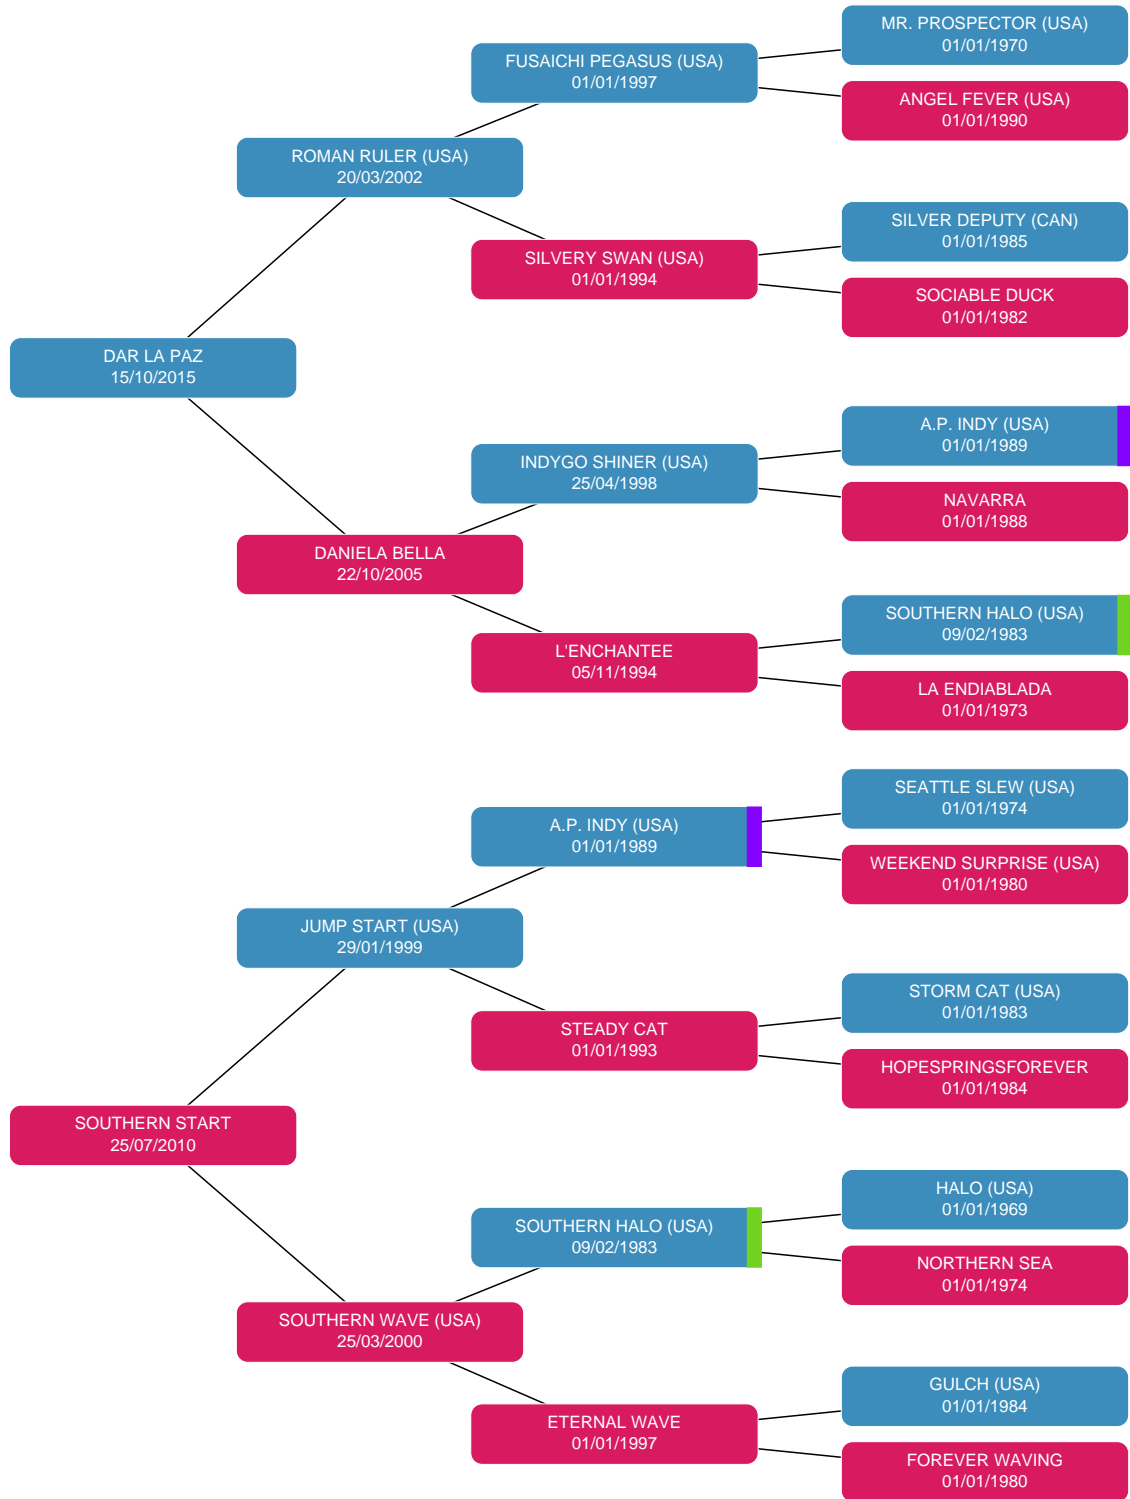 MR. PROSPECTOR (USA)
01/01/1970
FUSAICHI PEGASUS (USA)
01/01/1997
ANGEL FEVER (USA)
01/01/1990
ROMAN RULER (USA)
20/03/2002
SILVER DEPUTY (CAN)
01/01/1985
SILVERY SWAN (USA)
01/01/1994
SOCIABLE DUCK
01/01/1982
DAR LA PAZ
15/10/2015
A.P. INDY (USA)
01/01/1989
INDYGO SHINER (USA)
25/04/1998
NAVARRA
01/01/1988
DANIELA BELLA
22/10/2005
SOUTHERN HALO (USA)
09/02/1983
L'ENCHANTEE
05/11/1994
LA ENDIABLADA
01/01/1973
SEATTLE SLEW (USA)
01/01/1974
A.P. INDY (USA)
01/01/1989
WEEKEND SURPRISE (USA)
01/01/1980
JUMP START (USA)
29/01/1999
STORM CAT (USA)
01/01/1983
STEADY CAT
01/01/1993
HOPESPRINGSFOREVER
01/01/1984
SOUTHERN START
25/07/2010
HALO (USA)
01/01/1969
SOUTHERN HALO (USA)
09/02/1983
NORTHERN SEA
01/01/1974
SOUTHERN WAVE (USA)
25/03/2000
GULCH (USA)
01/01/1984
ETERNAL WAVE
01/01/1997
FOREVER WAVING
01/01/1980